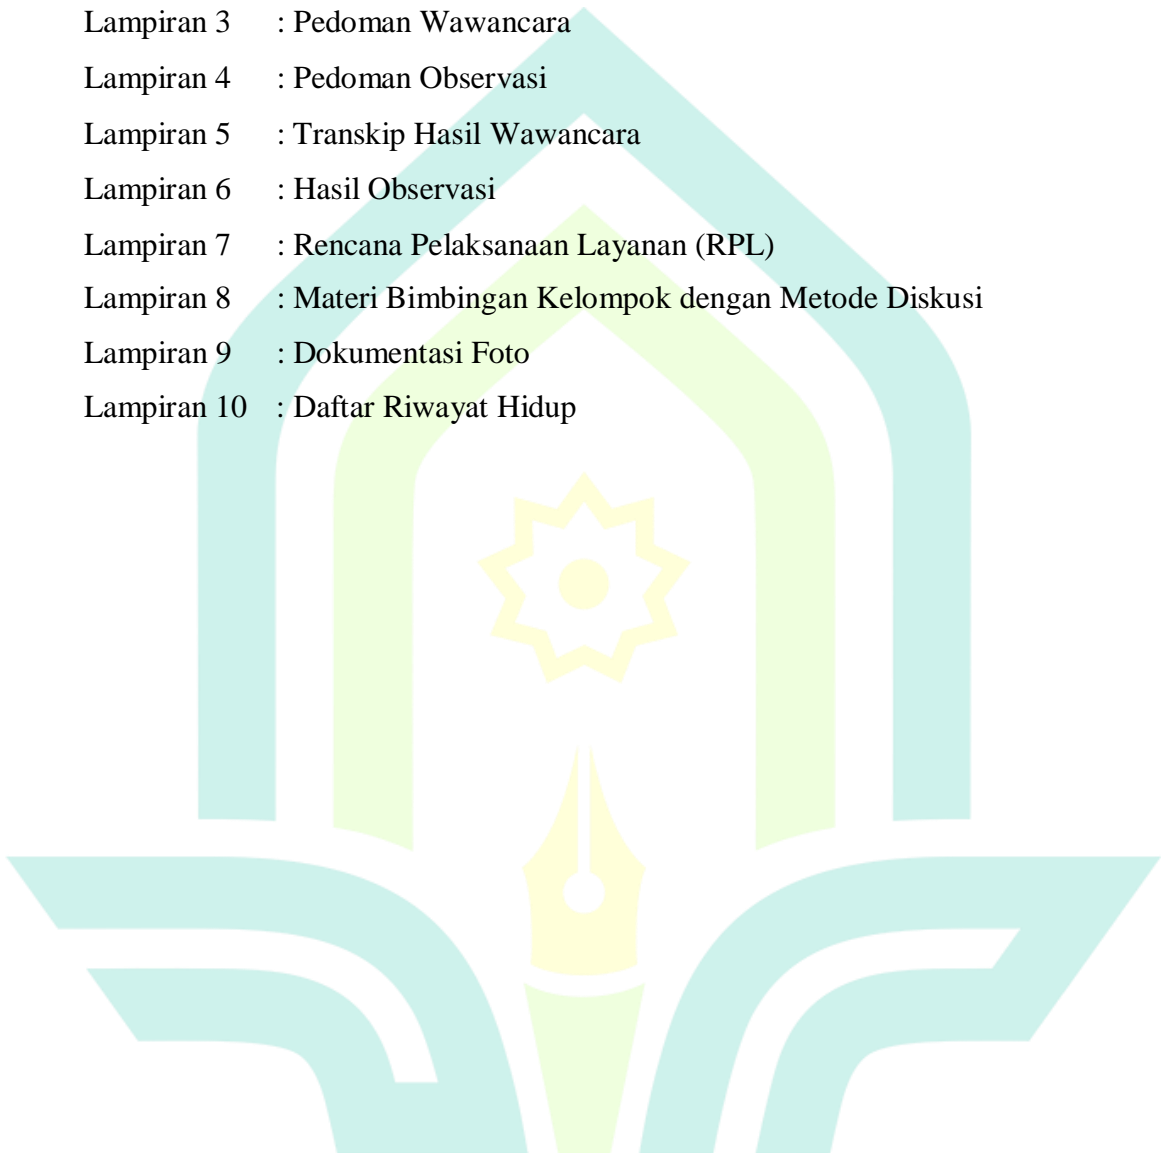 Lampiran 3 : Pedoman Wawancara
Lampiran 4 : Pedoman Observasi
Lampiran 5 : Transkip Hasil Wawancara
Lampiran 6 : Hasil Observasi
Lampiran 7 : Rencana Pelaksanaan Layanan (RPL)
Lampiran 8 : Materi Bimbingan Kelompok dengan Metode Diskusi
Lampiran 9 : Dokumentasi Foto
Lampiran 10 : Daftar Riwayat Hidup